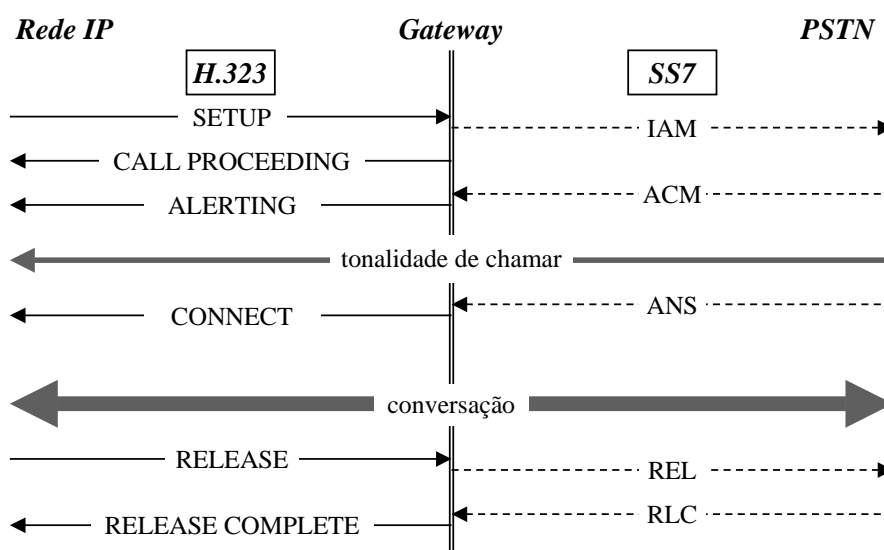 Rede IP
Gateway
PSTN
H.323
SS7
SETUP
IAM
CALL PROCEEDING
ACM
ALERTING
tonalidade de chamar
ANS
CONNECT
conversação
RELEASE
REL
RLC
RELEASE COMPLETE